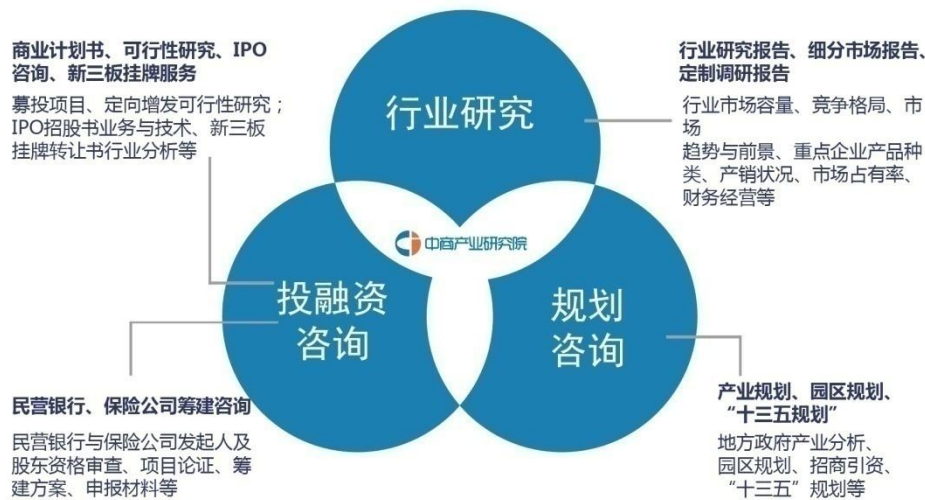 商业计划书、可行性研究、IPO
咨询、新三板挂牌服务
募投项目、定向增发可行性研究；
IPO招股书业务与技术、新三板
挂牌转让书行业分析等
行业研究
行业研究报告、细分市场报告、
定制调研报告
行业市场容量、竞争格局、市
场
趋势与前景、重点企业产品种
类、产销状况、市场占有率、
财务经营等
中商产业研究院
投融资
咨询
规划
咨询
民营银行、保险公司筹建咨询
民营银行与保险公司发起人及
股东资格审查、项目论证、筹
建方案、申报材料等
产业规划、园区规划、
“十三五规划”
地方政府产业分析、
园区规划、招商引资、
“十三五”规划等